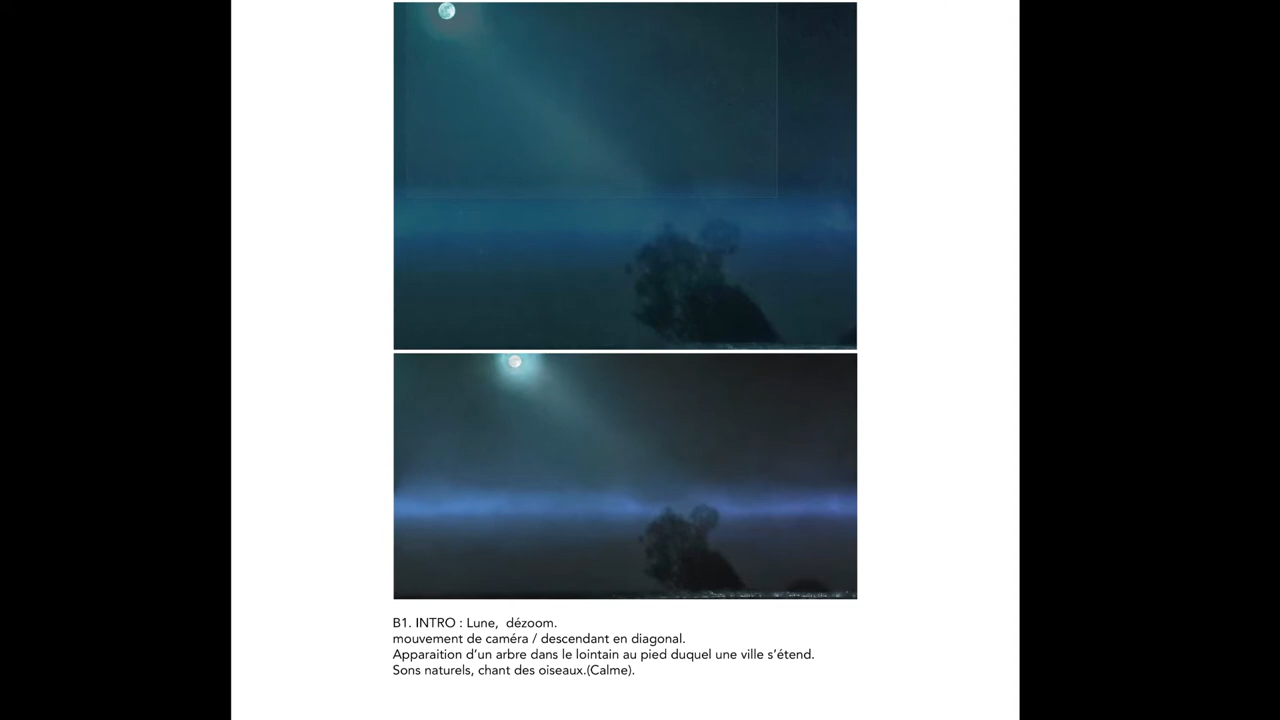 B1. INTRO : Lune,  dézoom.
mouvement de caméra / descendant en diagonal.
Apparaition d'un arbre dans le lointain au pied duquel une ville s'étend.
Sons naturels, chant des oiseaux.(Calme).